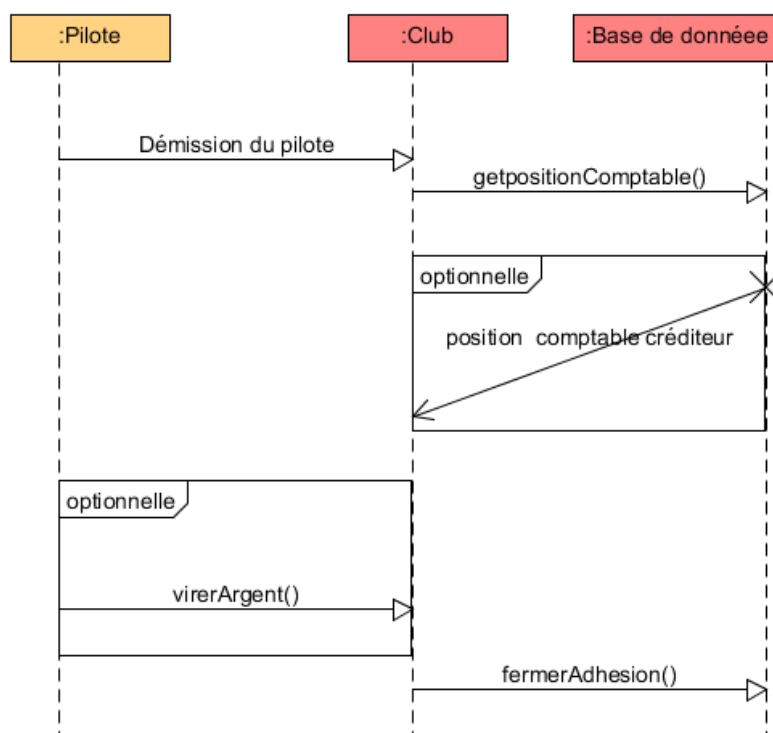 :Pilote
:Club
:Base de donnéee
Démission du pilote
getpositionComptable()
optionnelle
position comptable créditeur
optionnelle
virerArgent()
fermerAdhesion()